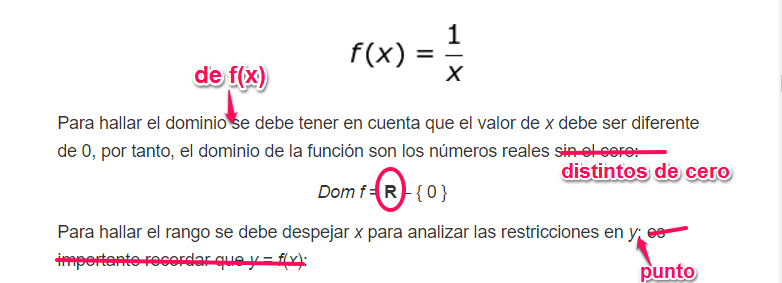 f(x) = 1/x
de f(x)
Para hallar el dominio se debe tener en cuenta que el valor de x debe ser diferente
de 0, por tanto, el dominio de la función son los números reales sin el cero:
distintos de cero
Dom f = R - { 0 }
Para hallar el rango se debe despejar x para analizar las restricciones en y; es
importante recordar que y = f(x):
punto